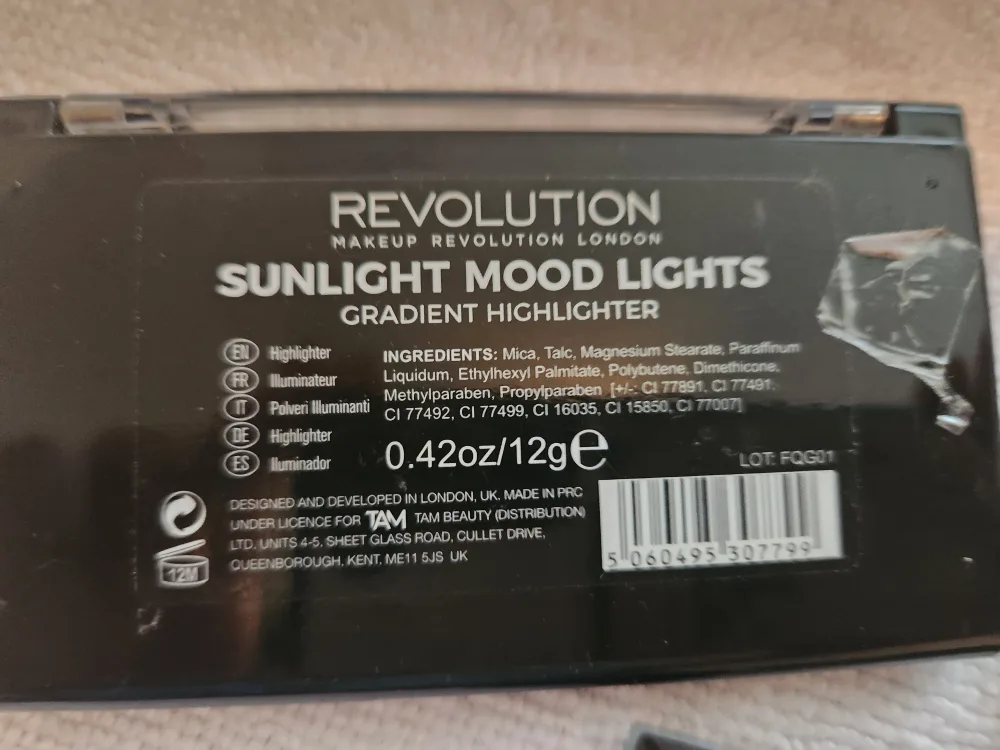 REVOLUTION
MAKEUP REVOLUTION LONDON
SUNLIGHT MOOD LIGHTS
GRADIENT HIGHLIGHTER
EN Highlighter
FR Illuminateur
IT Polveri Illuminanti
DE Highlighter
ES Iluminador
INGREDIENTS: Mica, Talc, Magnesium Stearate, Paraffinum
Liquidum, Ethylhexyl Palmitate, Polybutene, Dimethicone,
Methylparaben, Propylparaben [+/-: CI 77891, CI 77491,
CI 77492, CI 77499, CI 16035, CI 15850, CI 77007]
0.42oz/12g℮
LOT: FQG01
DESIGNED AND DEVELOPED IN LONDON, UK. MADE IN PRC
UNDER LICENCE FOR TAM TAM BEAUTY (DISTRIBUTION)
LTD. UNITS 4-5, SHEET GLASS ROAD, CULLET DRIVE,
QUEENBOROUGH, KENT, ME11 5JS UK
12M
5 060495 307799